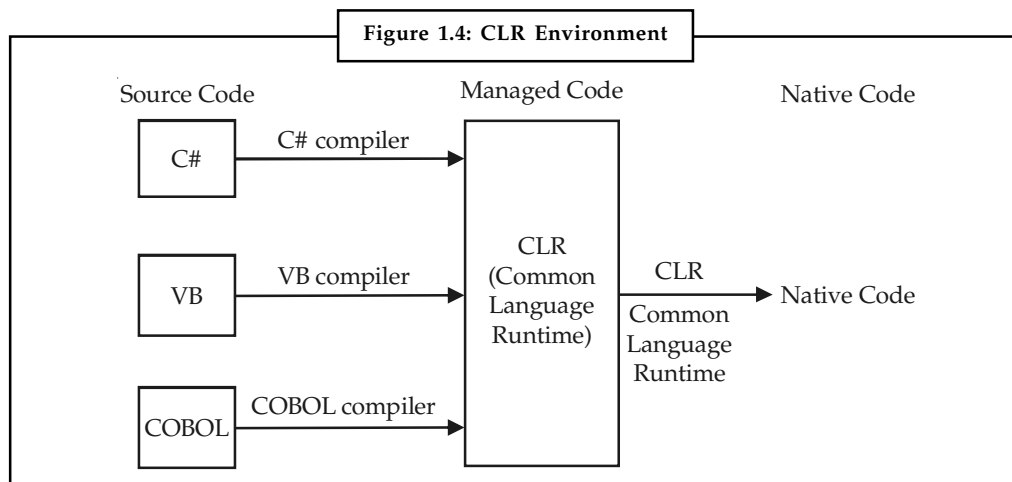 Figure 1.4: CLR Environment
Source Code
Managed Code
Native Code
C#
C# compiler
VB
VB compiler
COBOL
COBOL compiler
CLR
(Common
Language
Runtime)
CLR
Common
Language
Runtime
Native Code